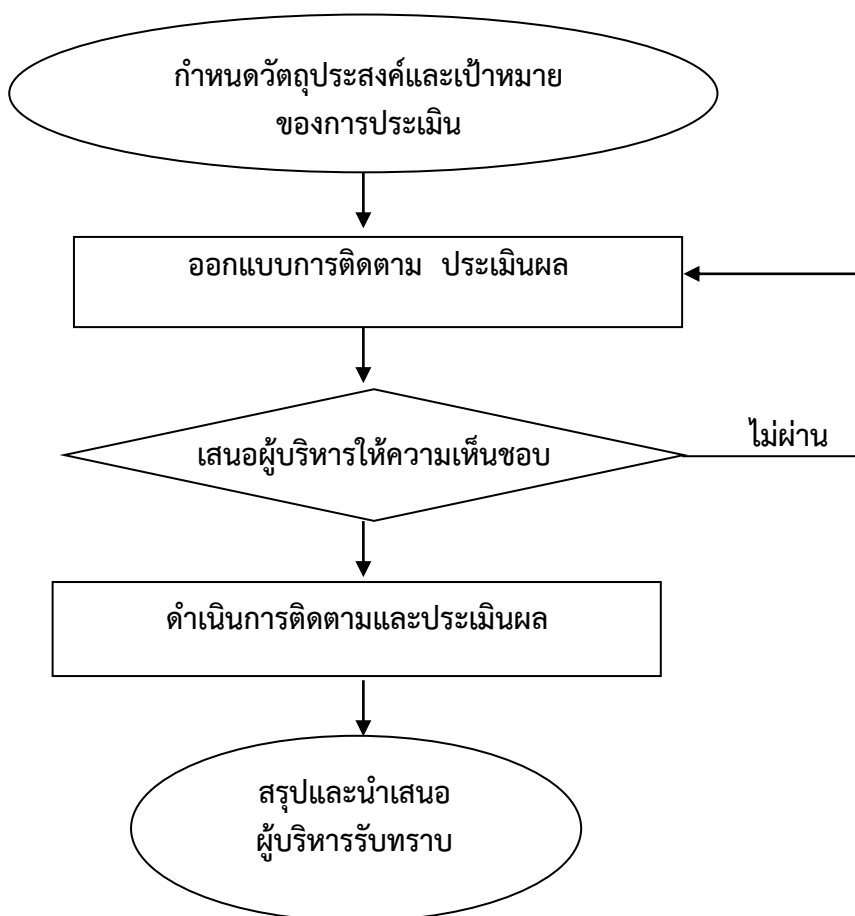 กำหนดวัตถุประสงค์และเป้าหมาย
ของการประเมิน
ออกแบบการติดตาม ประเมินผล
เสนอผู้บริหารให้ความเห็นชอบ
ไม่ผ่าน
ดำเนินการติดตามและประเมินผล
สรุปและนำเสนอ
ผู้บริหารรับทราบ